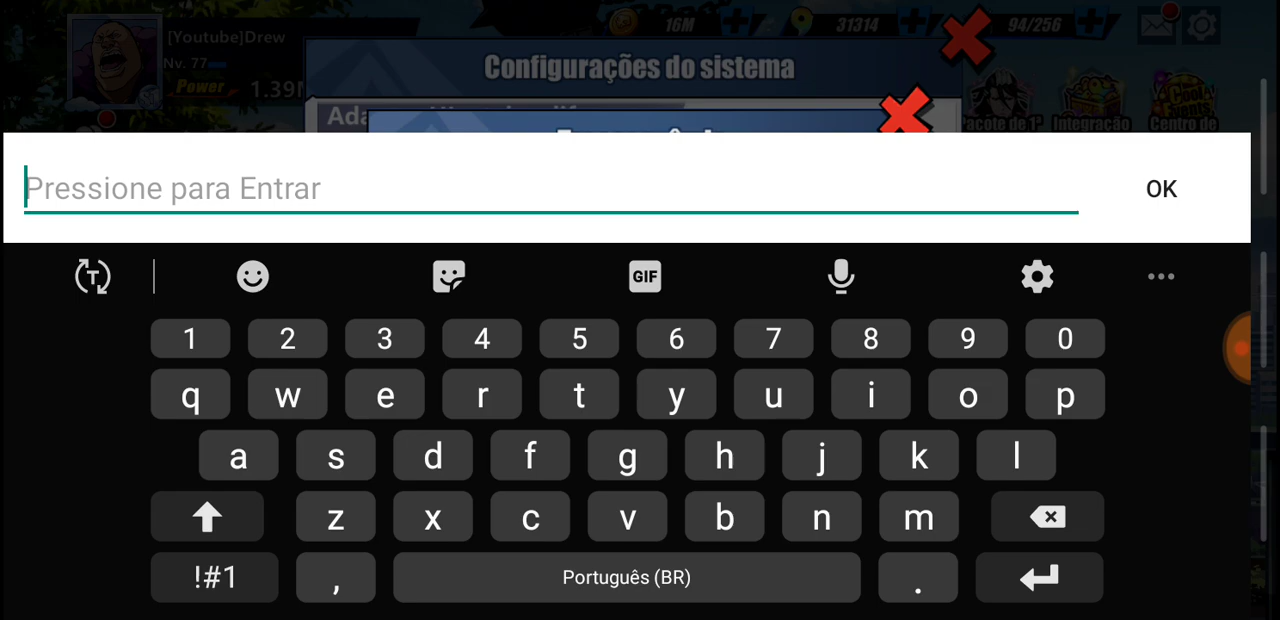 [Youtube]Drew
Nv. 77
Power 1.39M
16M
31314
94/256
Configurações do sistema
Pacote de 1ª
Integração
Centro de
Pressione para Entrar
OK
GIF
1 2 3 4 5 6 7 8 9 0
q w e r t y u i o p
a s d f g h j k l
z x c v b n m
!#1 , Português (BR) .